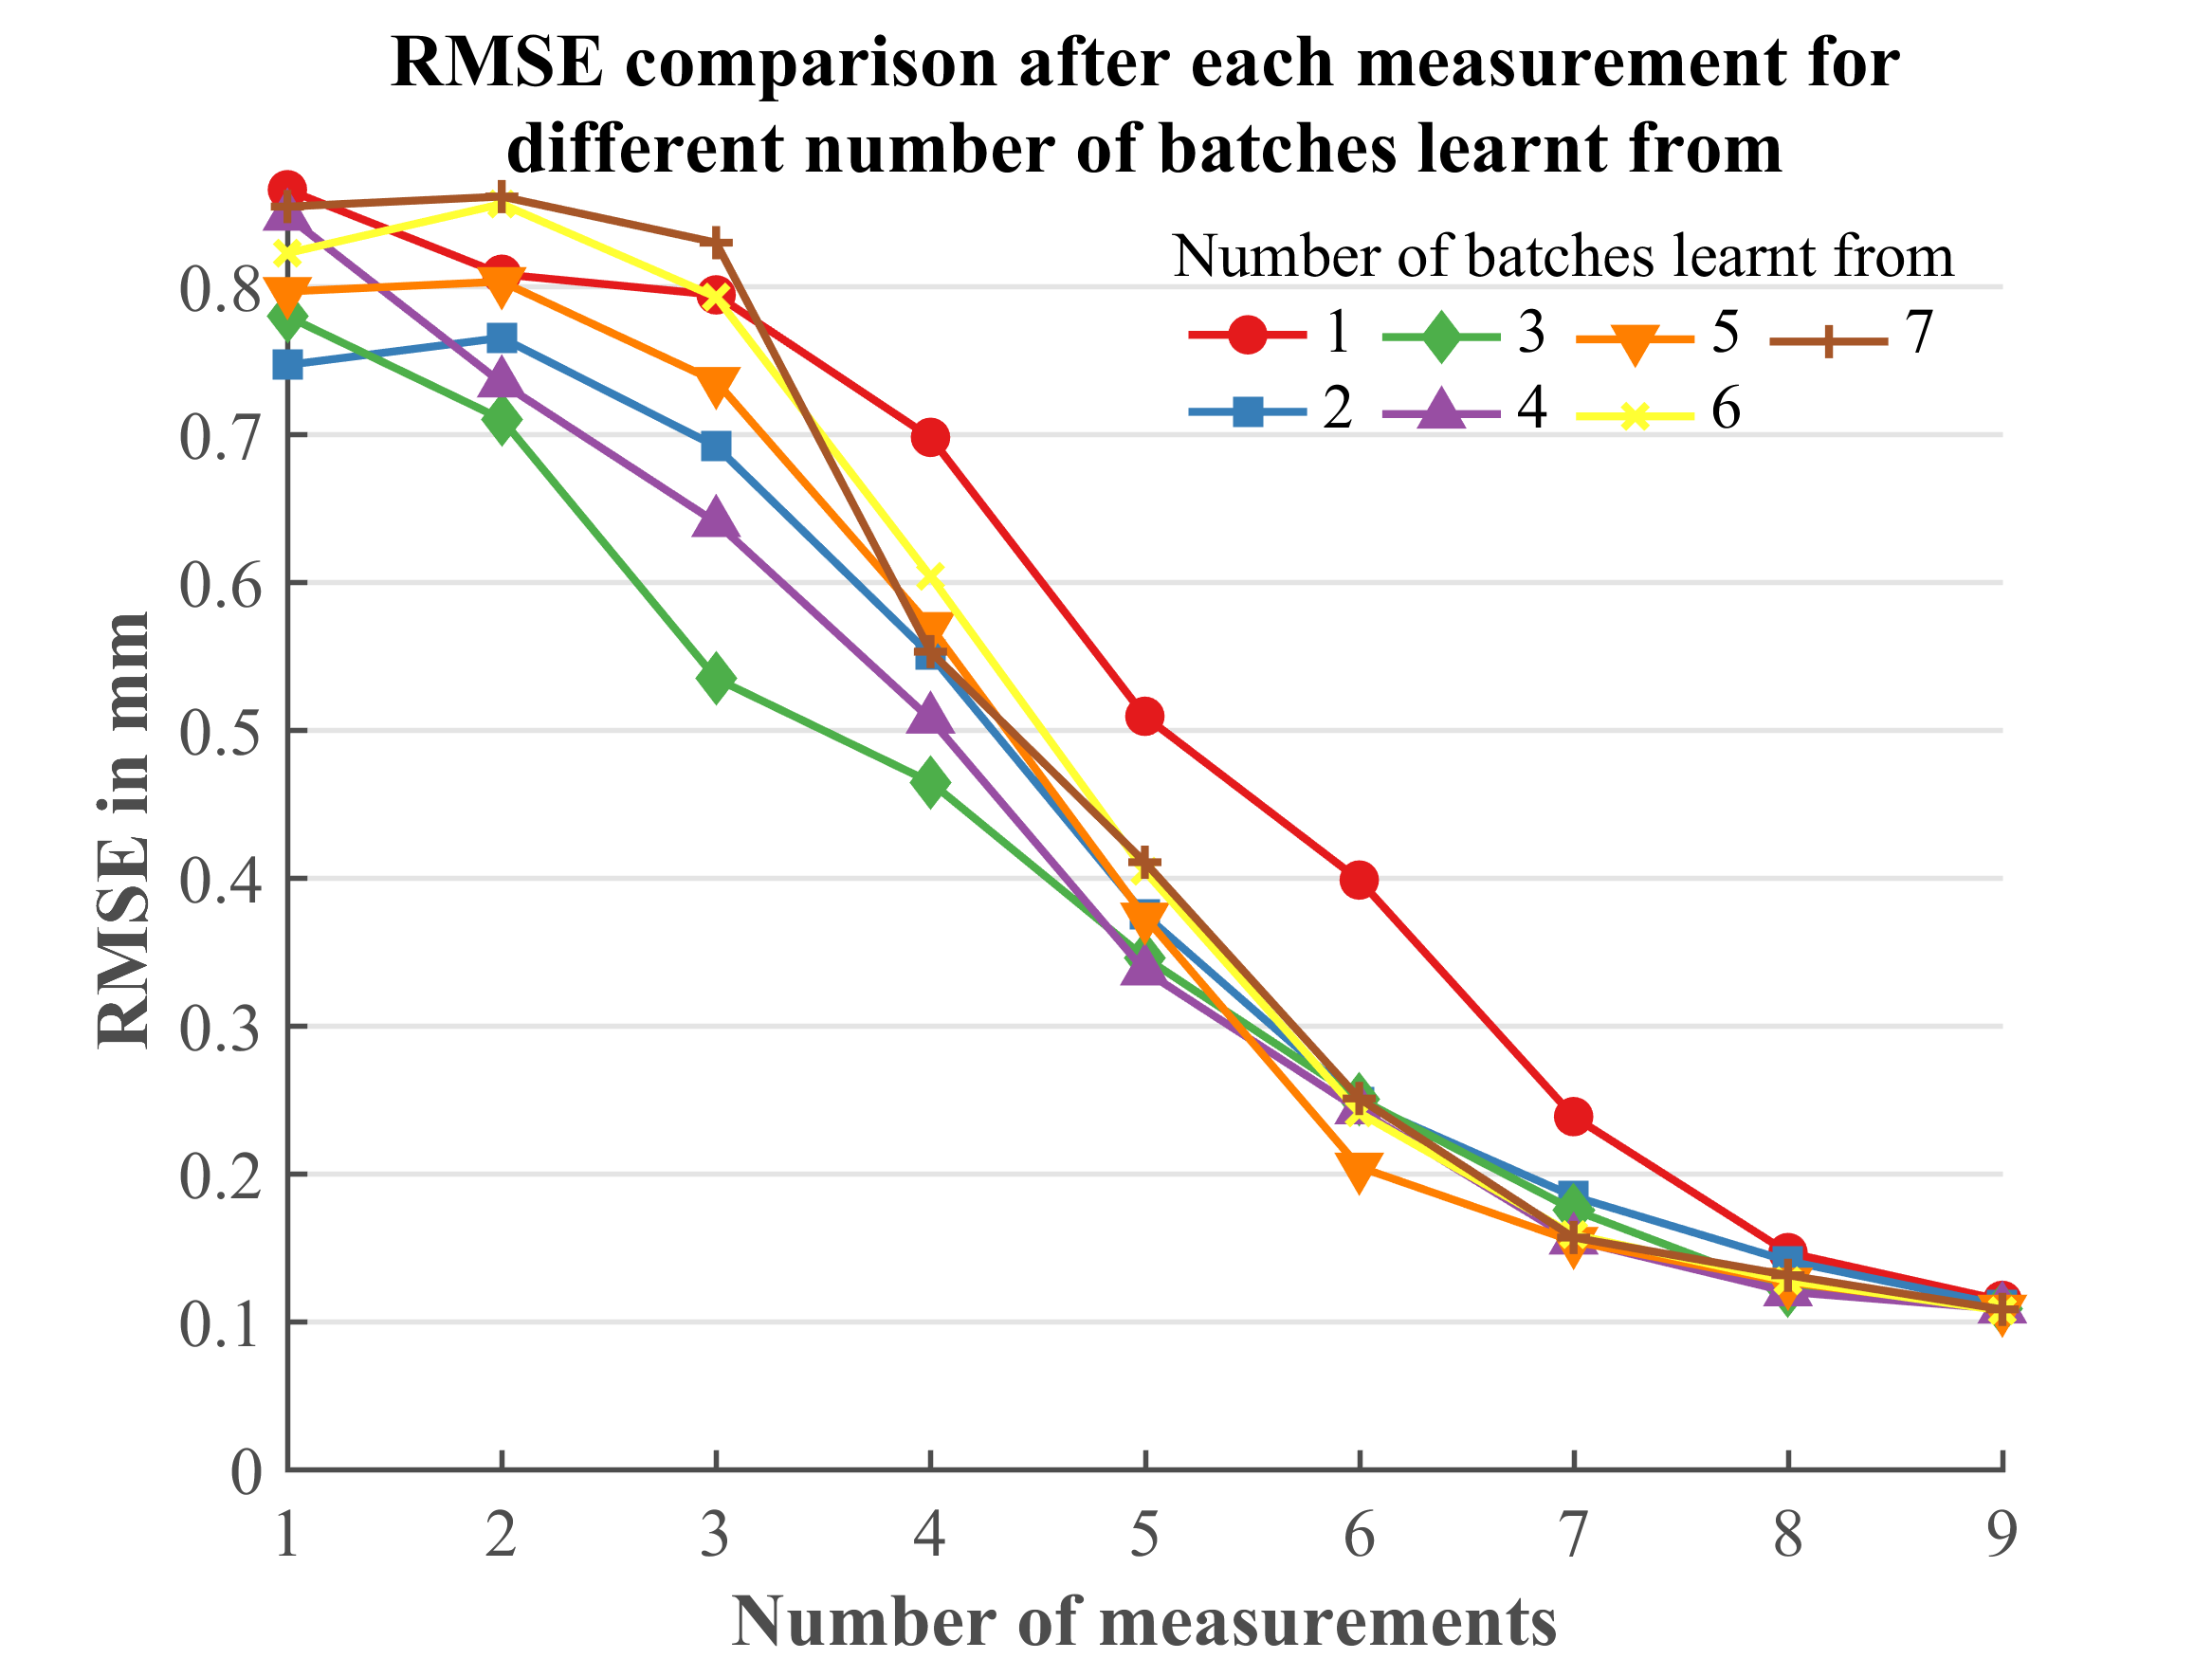 RMSE comparison after each measurement for
different number of batches learnt from
Number of batches learnt from
1 3 5 7
2 4 6
RMSE in mm
0.8
0.7
0.6
0.5
0.4
0.3
0.2
0.1
0
1 2 3 4 5 6 7 8 9
Number of measurements